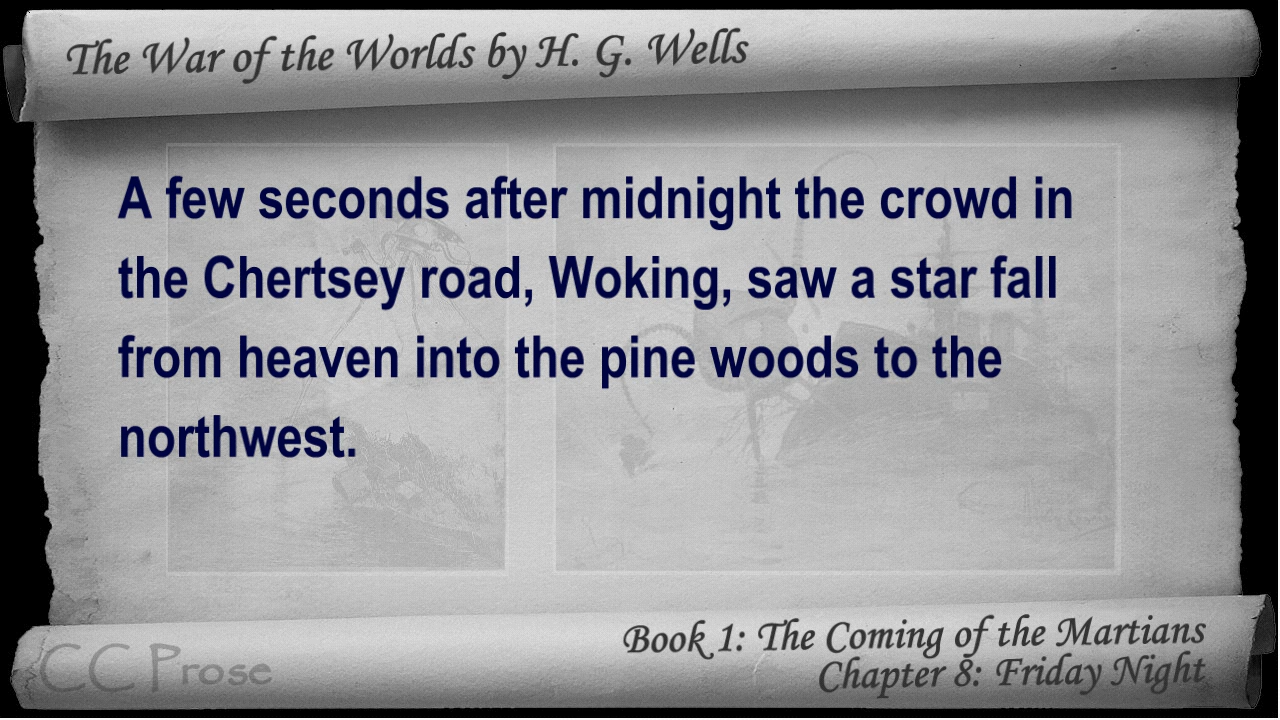 The War of the Worlds by H. G. Wells
A few seconds after midnight the crowd in
the Chertsey road, Woking, saw a star fall
from heaven into the pine woods to the
northwest.
Book 1: The Coming of the Martians
Chapter 8: Friday Night
CC Prose